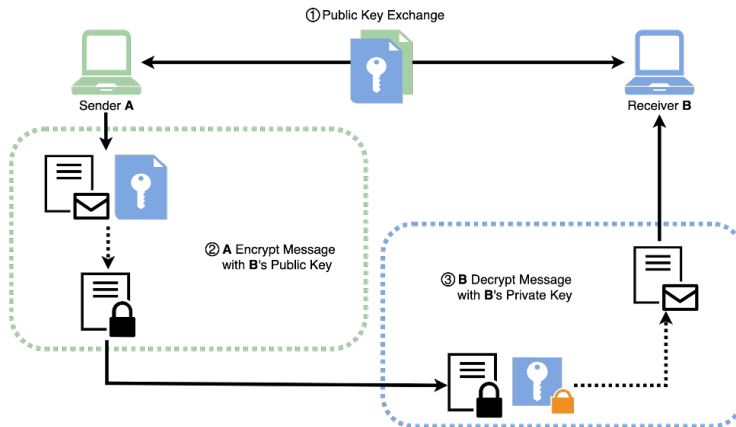 ① Public Key Exchange
Sender A
Receiver B
② A Encrypt Message
with B's Public Key
③ B Decrypt Message
with B's Private Key